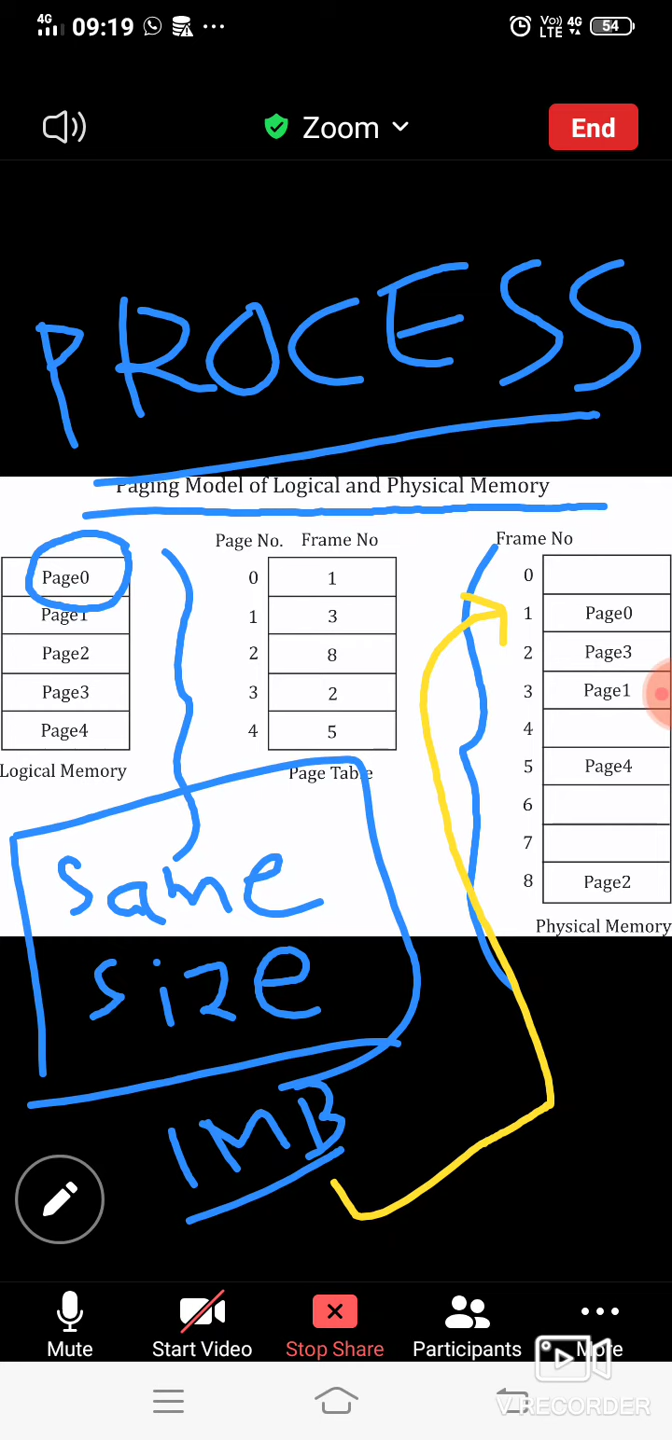 4G 09:19 ... Vo) LTE 4G 54
Zoom End
PROCESS
Paging Model of Logical and Physical Memory
Page No. Frame No Frame No
Page0 0 1 0
Page1 1 3 1 Page0
Page2 2 8 2 Page3
Page3 3 2 3 Page1
Page4 4 5 4
Logical Memory Page Table 5 Page4
6
7
8 Page2
Physical Memory
same
size
1MB
Mute Start Video Stop Share Participants More
V.RECORDER